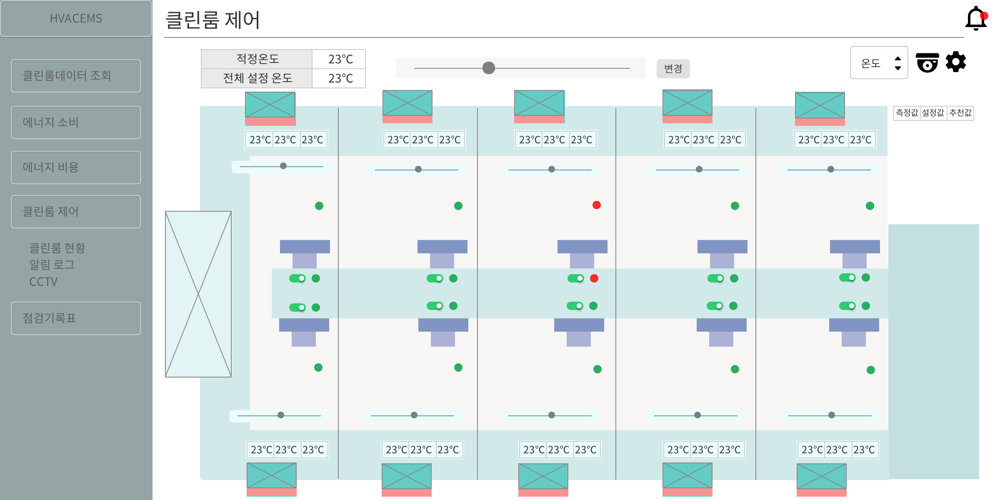 HVACEMS
클린룸데이터 조회
에너지 소비
에너지 비용
클린룸 제어
클린룸 현황
알림 로그
CCTV
점검기록표
클린룸 제어
적정온도 23℃
전체 설정 온도 23℃
변경
온도
측정값 설정값 추천값
23℃ 23℃ 23℃ 23℃ 23℃ 23℃ 23℃ 23℃ 23℃ 23℃ 23℃ 23℃ 23℃ 23℃ 23℃
23℃ 23℃ 23℃ 23℃ 23℃ 23℃ 23℃ 23℃ 23℃ 23℃ 23℃ 23℃ 23℃ 23℃ 23℃